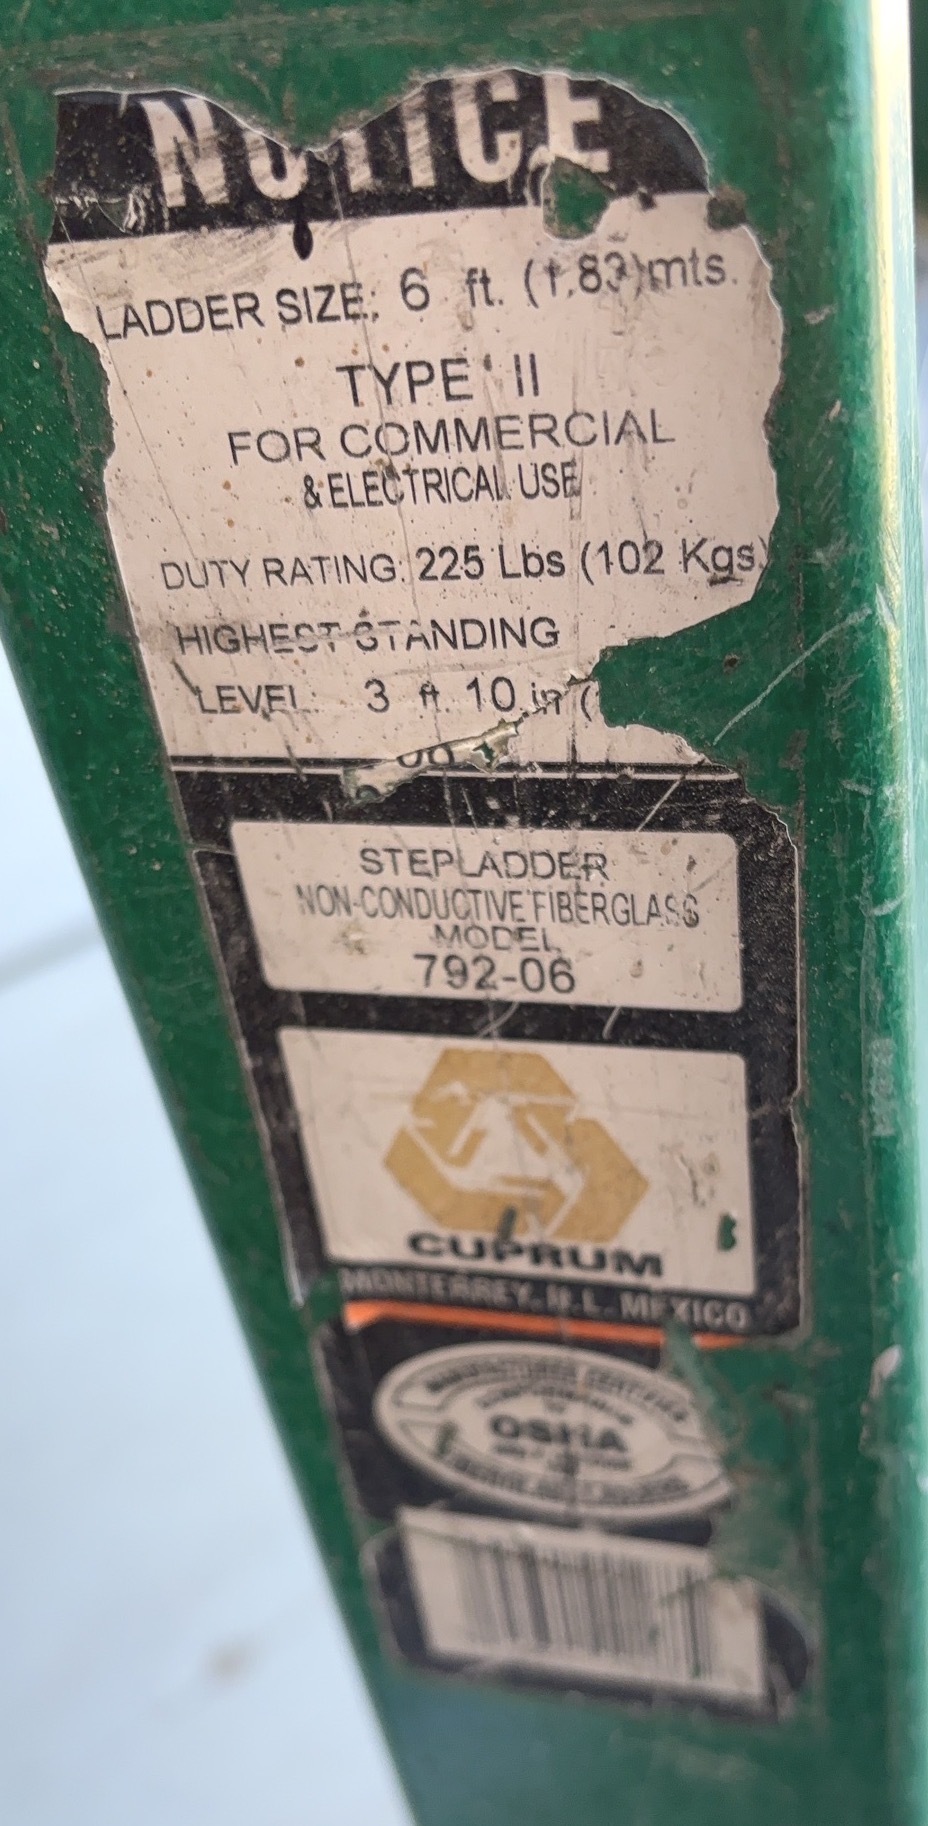 NOTICE
LADDER SIZE: 6 ft. (1.83)mts.
TYPE II
FOR COMMERCIAL
& ELECTRICAL USE
DUTY RATING: 225 Lbs (102 Kgs)
HIGHEST STANDING
LEVEL: 3 ft. 10 in (
STEPLADDER
NON-CONDUCTIVE FIBERGLASS
MODEL
792-06
CUPRUM
MONTERREY, N.L. MEXICO
MANUFACTURER CERTIFIES
OSHA